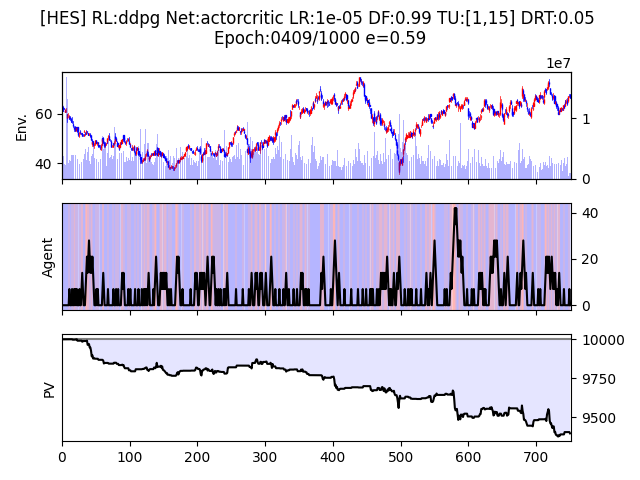 [HES] RL:ddpg Net:actorcritic LR:1e-05 DF:0.99 TU:[1,15] DRT:0.05
Epoch:0409/1000 e=0.59
1e7
Env.
60
40
1
0
Agent
40
20
0
PV
10000
9750
9500
0 100 200 300 400 500 600 700